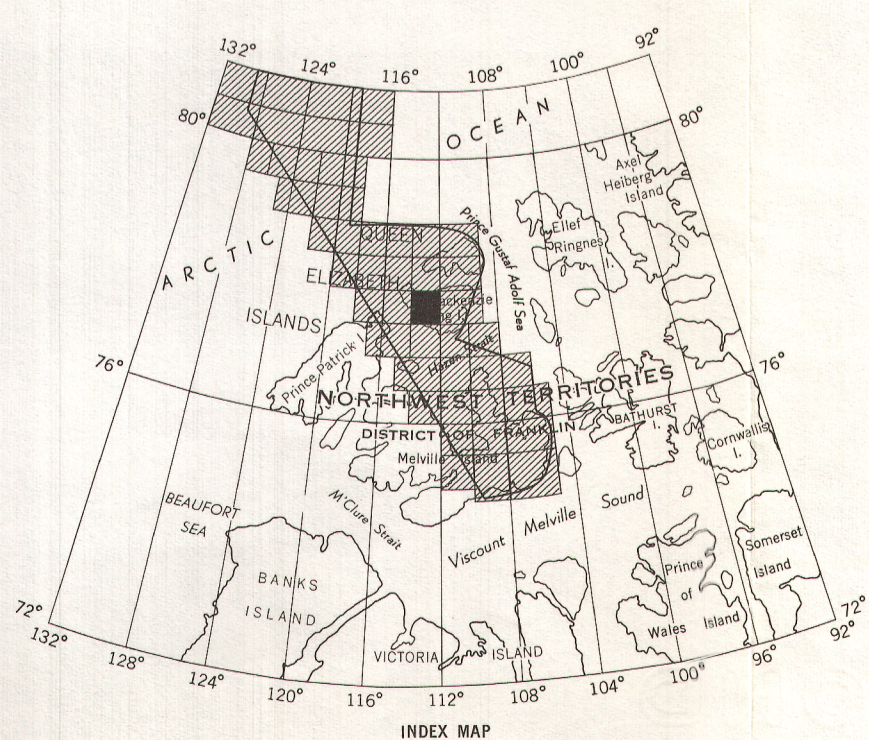 132°
124°
116°
108°
100°
92°
80°
80°
OCEAN
Axel
Heiberg
Island
Ellef
Ringnes
I.
Prince Gustaf Adolf Sea
QUEEN
ARCTIC
ELIZABETH
ISLANDS
Prince Patrick I.
Hazen Strait
76°
76°
NORTHWEST TERRITORIES
BATHURST
I.
DISTRICT OF FRANKLIN
Cornwallis
I.
Melville Island
BEAUFORT
SEA
M'Clure Strait
Viscount Melville Sound
Somerset
Island
BANKS
ISLAND
Prince
of
Wales Island
VICTORIA ISLAND
72°
72°
132°
128°
124°
120°
116°
112°
108°
104°
100°
96°
92°
INDEX MAP